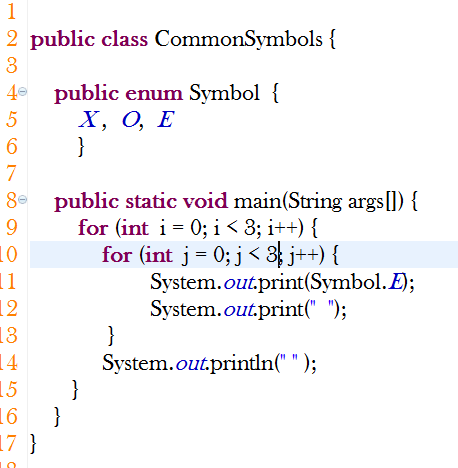 1
2 public class CommonSymbols {
3
4 public enum Symbol {
5 X, O, E
6 }
7
8 public static void main(String args[]) {
9 for (int i = 0; i < 3; i++) {
10 for (int j = 0; j < 3; j++) {
11 System.out.print(Symbol.E);
12 System.out.print("  ");
13 }
14 System.out.println(" " );
15 }
16 }
17 }